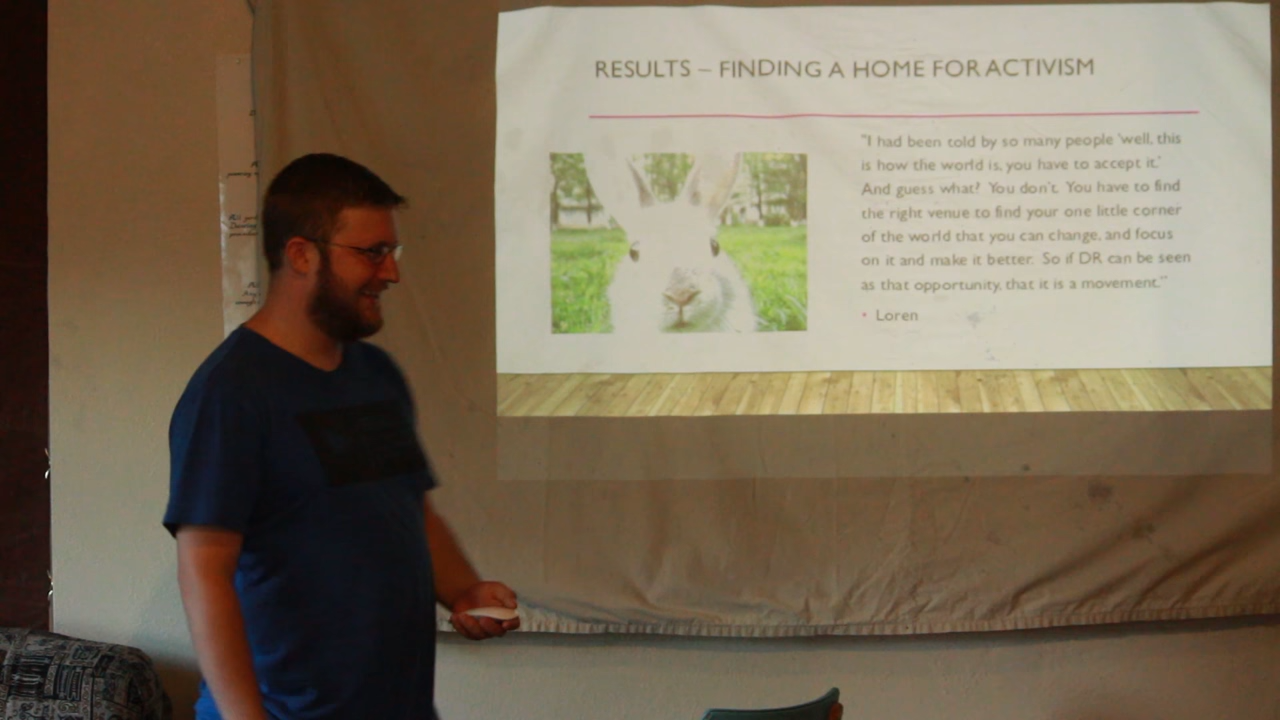 RESULTS – FINDING A HOME FOR ACTIVISM
"I had been told by so many people 'well, this
is how the world is, you have to accept it.'
And guess what? You don't. You have to find
the right venue to find your one little corner
of the world that you can change, and focus
on it and make it better. So if DR can be seen
as that opportunity, that it is a movement."
• Loren